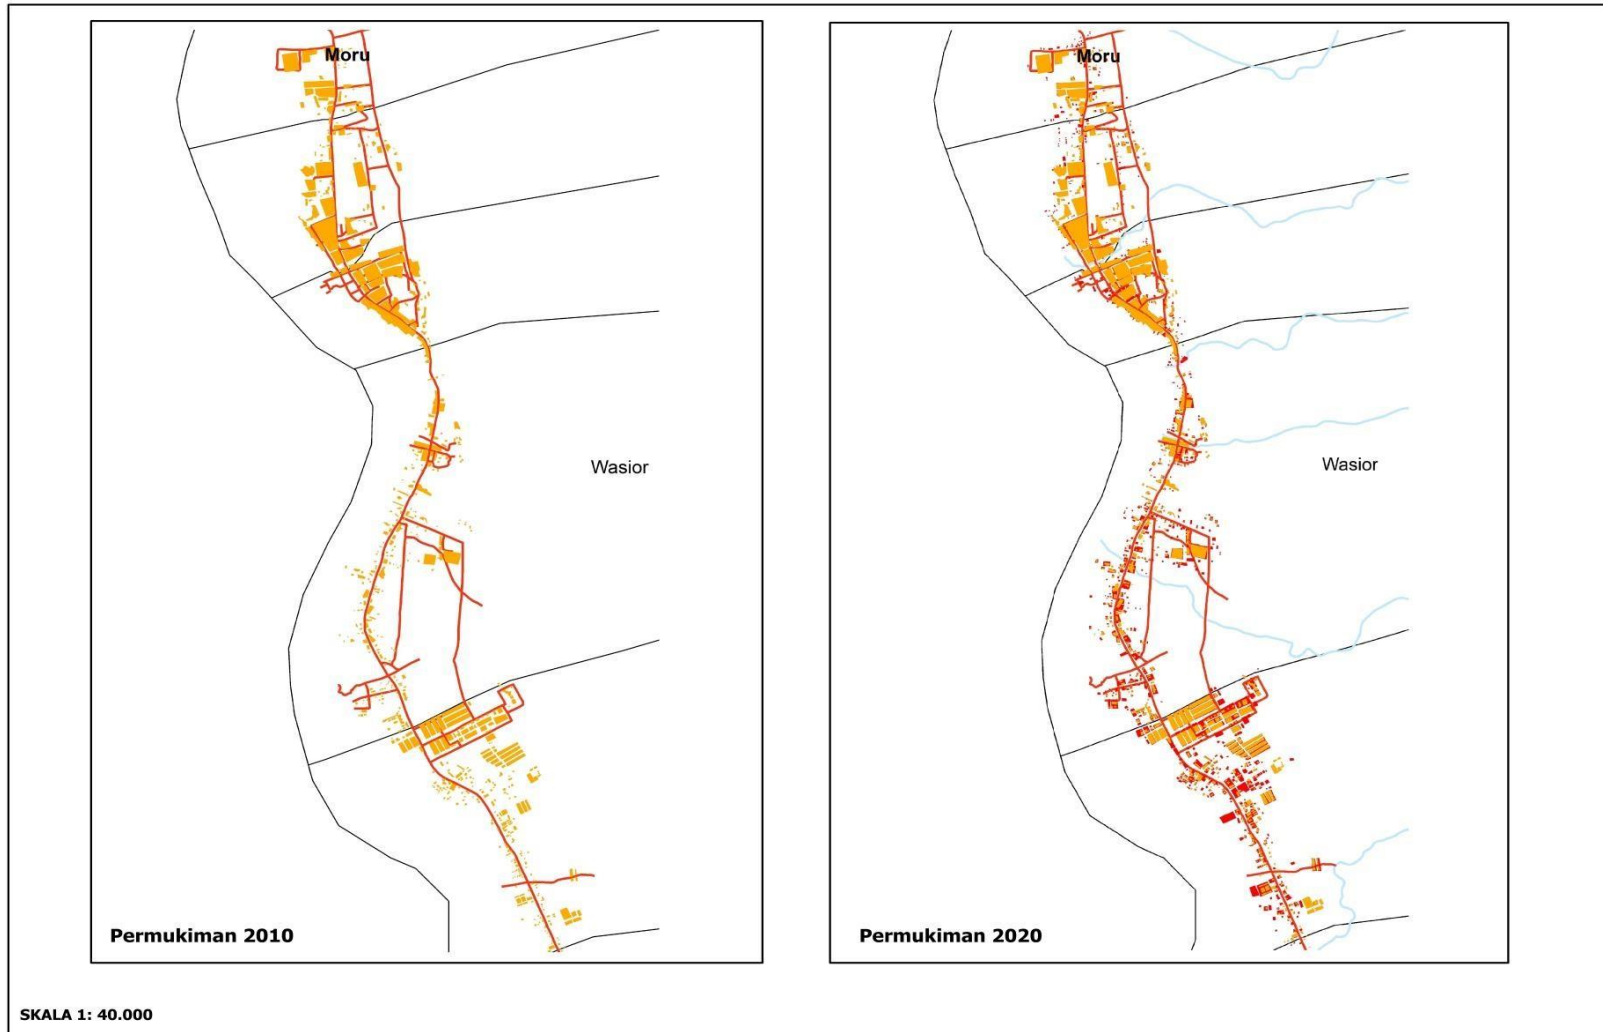 Moru
Wasior
Permukiman 2010
Moru
Wasior
Permukiman 2020
SKALA 1: 40.000